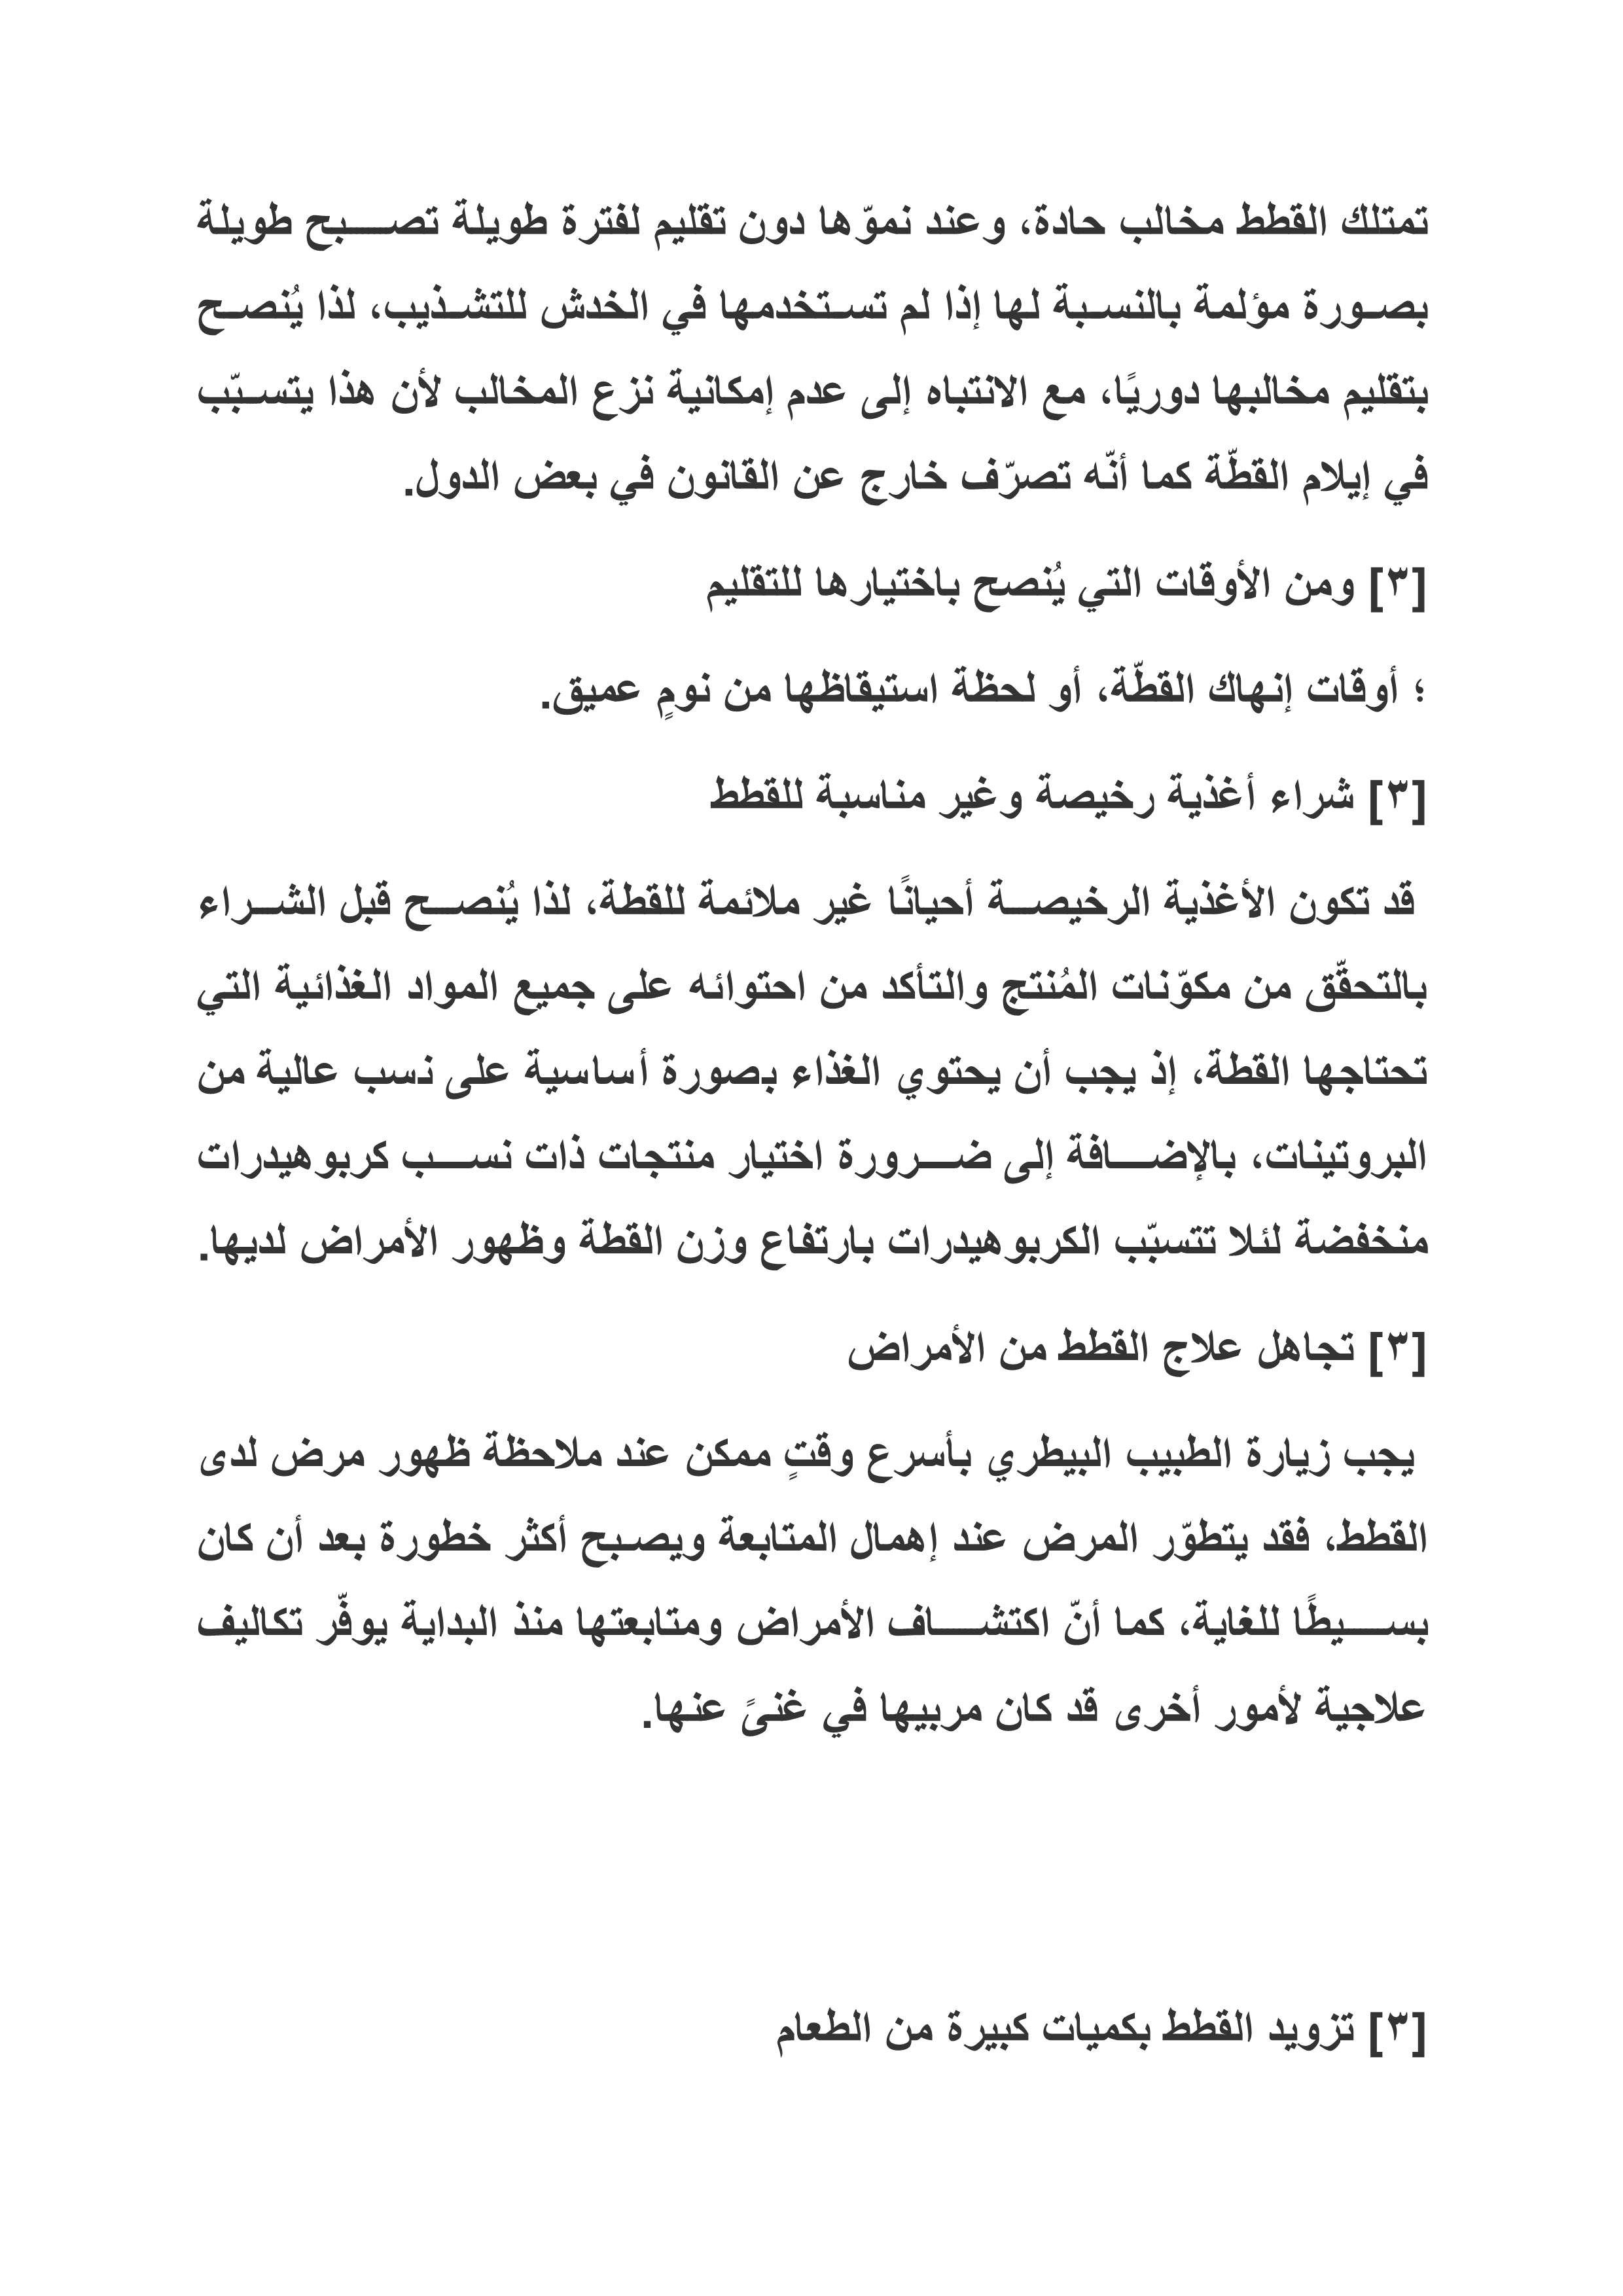 تمتلك القطط مخالب حادة، وعند نموّها دون تقليم لفترة طويلة تصبح طويلة
بصورة مؤلمة بالنسبة لها إذا لم تستخدمها في الخدش للتشذيب، لذا يُنصح
بتقليم مخالبها دوريًا، مع الانتباه إلى عدم إمكانية نزع المخالب لأن هذا يتسبّب
في إيلام القطّة كما أنّه تصرّف خارج عن القانون في بعض الدول.
[٣] ومن الأوقات التي يُنصح باختيارها للتقليم
؛ أوقات إنهاك القطّة، أو لحظة استيقاظها من نومٍ عميق.
[٣] شراء أغذية رخيصة وغير مناسبة للقطط
قد تكون الأغذية الرخيصة أحيانًا غير ملائمة للقطة، لذا يُنصح قبل الشراء
بالتحقّق من مكوّنات المُنتج والتأكد من احتوائه على جميع المواد الغذائية التي
تحتاجها القطة، إذ يجب أن يحتوي الغذاء بصورة أساسية على نسب عالية من
البروتينات، بالإضافة إلى ضرورة اختيار منتجات ذات نسب كربوهيدرات
منخفضة لئلا تتسبّب الكربوهيدرات بارتفاع وزن القطة وظهور الأمراض لديها.
[٣] تجاهل علاج القطط من الأمراض
يجب زيارة الطبيب البيطري بأسرع وقتٍ ممكن عند ملاحظة ظهور مرض لدى
القطط، فقد يتطوّر المرض عند إهمال المتابعة ويصبح أكثر خطورة بعد أن كان
بسيطًا للغاية، كما أنّ اكتشاف الأمراض ومتابعتها منذ البداية يوفّر تكاليف
علاجية لأمور أخرى قد كان مربيها في غنىً عنها.
[٣] تزويد القطط بكميات كبيرة من الطعام